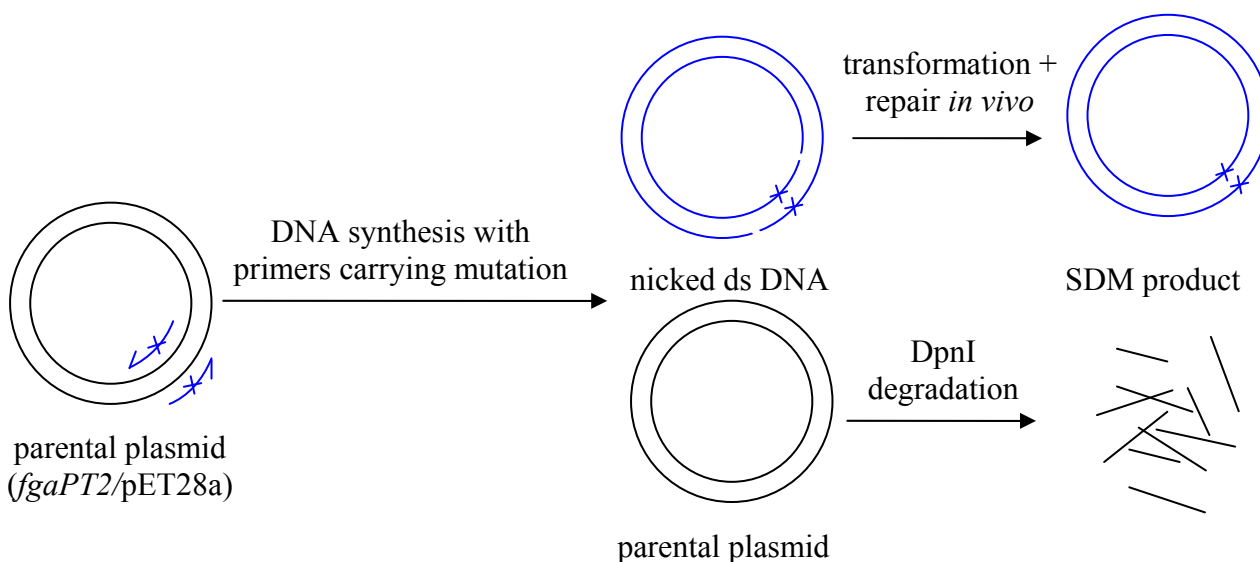 transformation +
repair in vivo
DNA synthesis with
primers carrying mutation
nicked ds DNA
SDM product
DpnI
degradation
parental plasmid
(fgaPT2/pET28a)
parental plasmid